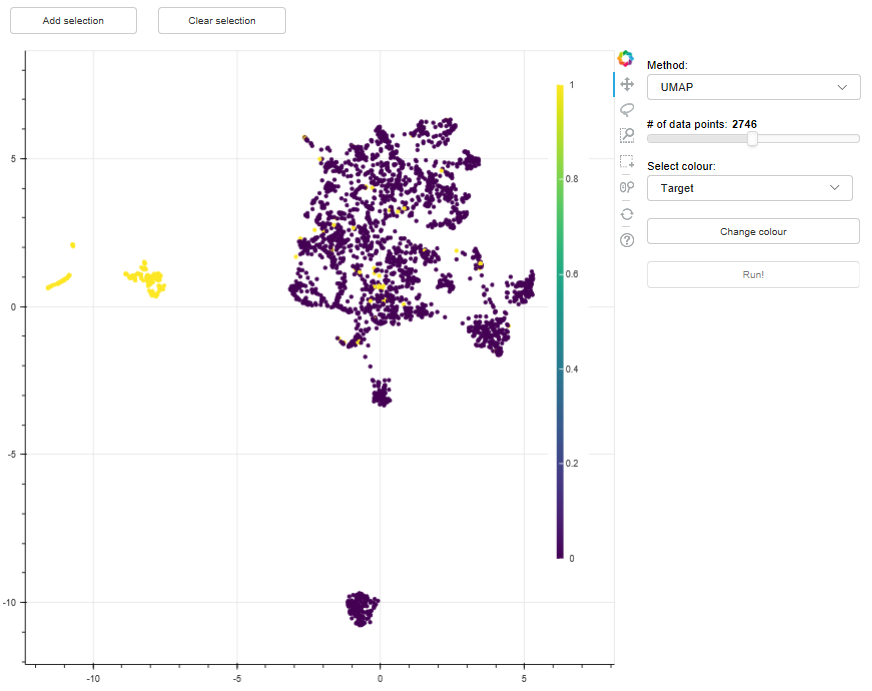 Add selection
Clear selection
Method:
UMAP
# of data points: 2746
Select colour:
Target
Change colour
Run!
1
0.8
0.6
0.4
0.2
0
5
0
-5
-10
-10
-5
0
5